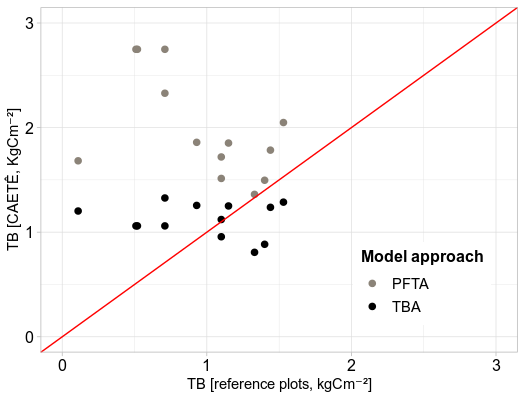 3
2
1
0
TB [CAETÊ, KgCm⁻²]
Model approach
PFTA
TBA
0
1
2
3
TB [reference plots, kgCm⁻²]